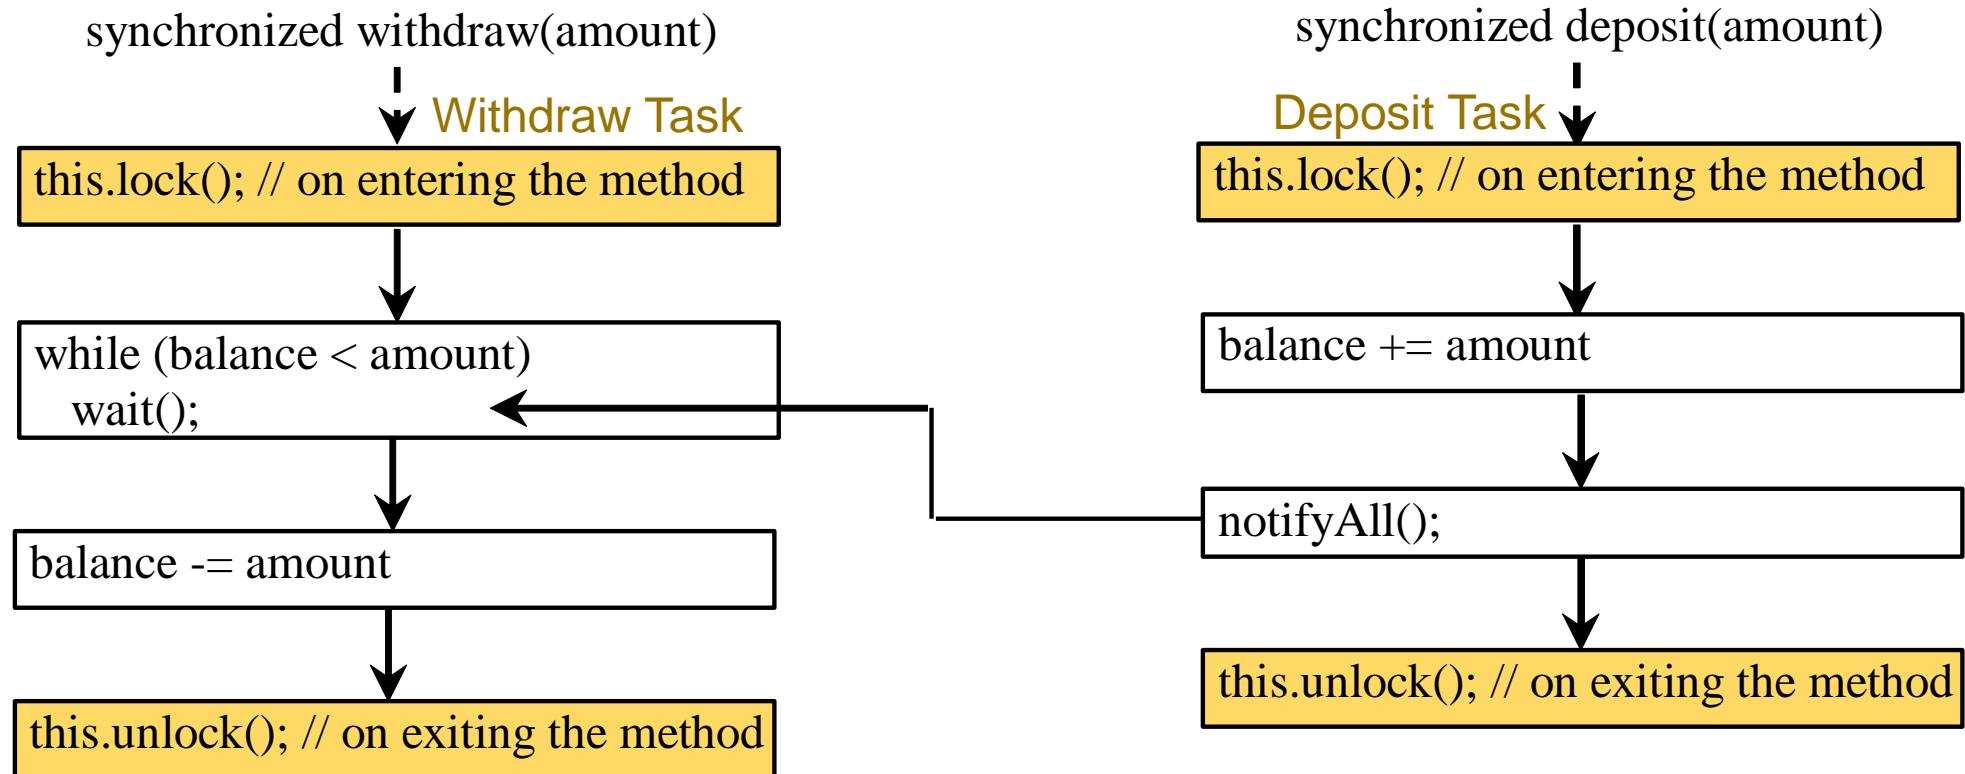 synchronized withdraw(amount)
Withdraw Task
this.lock(); // on entering the method
while (balance < amount)
wait();
balance -= amount
this.unlock(); // on exiting the method
synchronized deposit(amount)
Deposit Task
this.lock(); // on entering the method
balance += amount
notifyAll();
this.unlock(); // on exiting the method